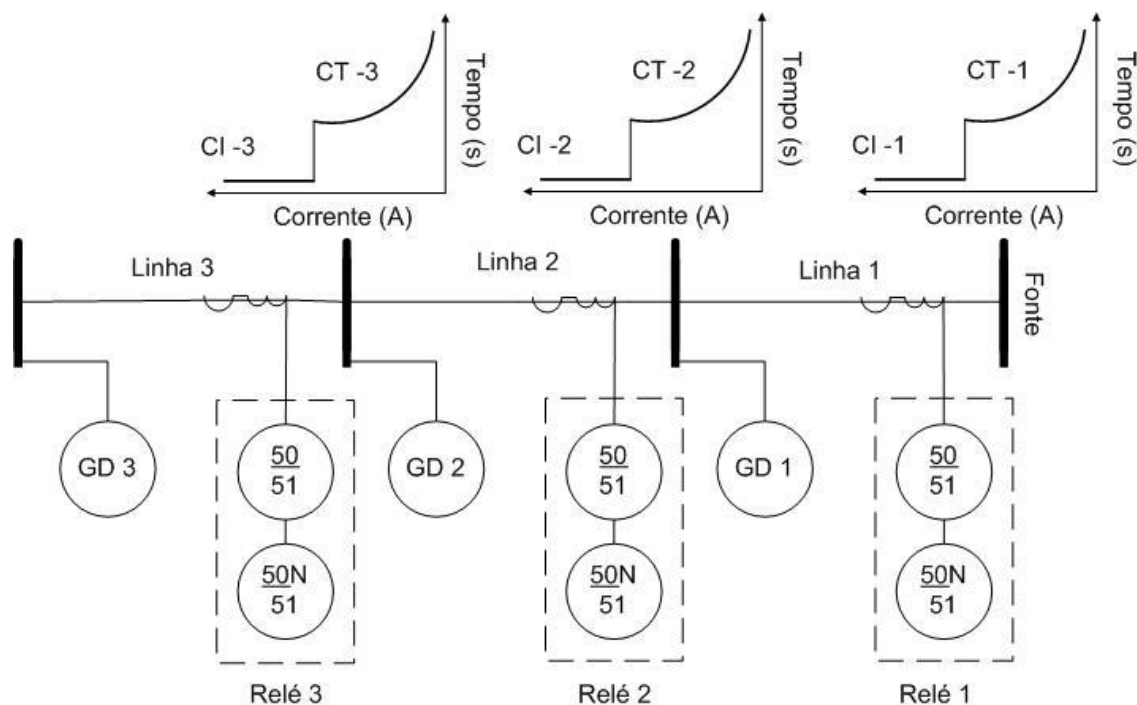 CT -3
CI -3
Tempo (s)
Corrente (A)
CT -2
CI -2
Tempo (s)
Corrente (A)
CT -1
CI -1
Tempo (s)
Corrente (A)
Linha 3
Linha 2
Linha 1
Fonte
GD 3
50
51
50N
51
Relé 3
GD 2
50
51
50N
51
Relé 2
GD 1
50
51
50N
51
Relé 1